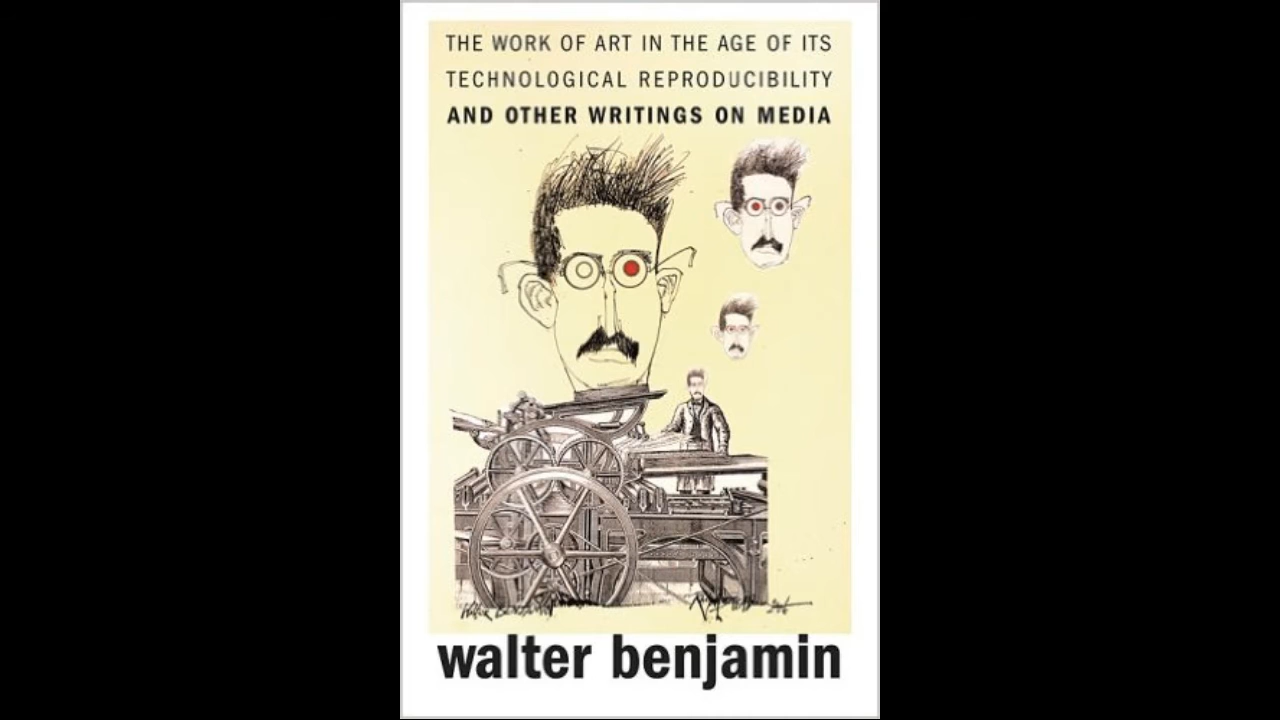 THE WORK OF ART IN THE AGE OF ITS
TECHNOLOGICAL REPRODUCIBILITY
AND OTHER WRITINGS ON MEDIA
walter benjamin